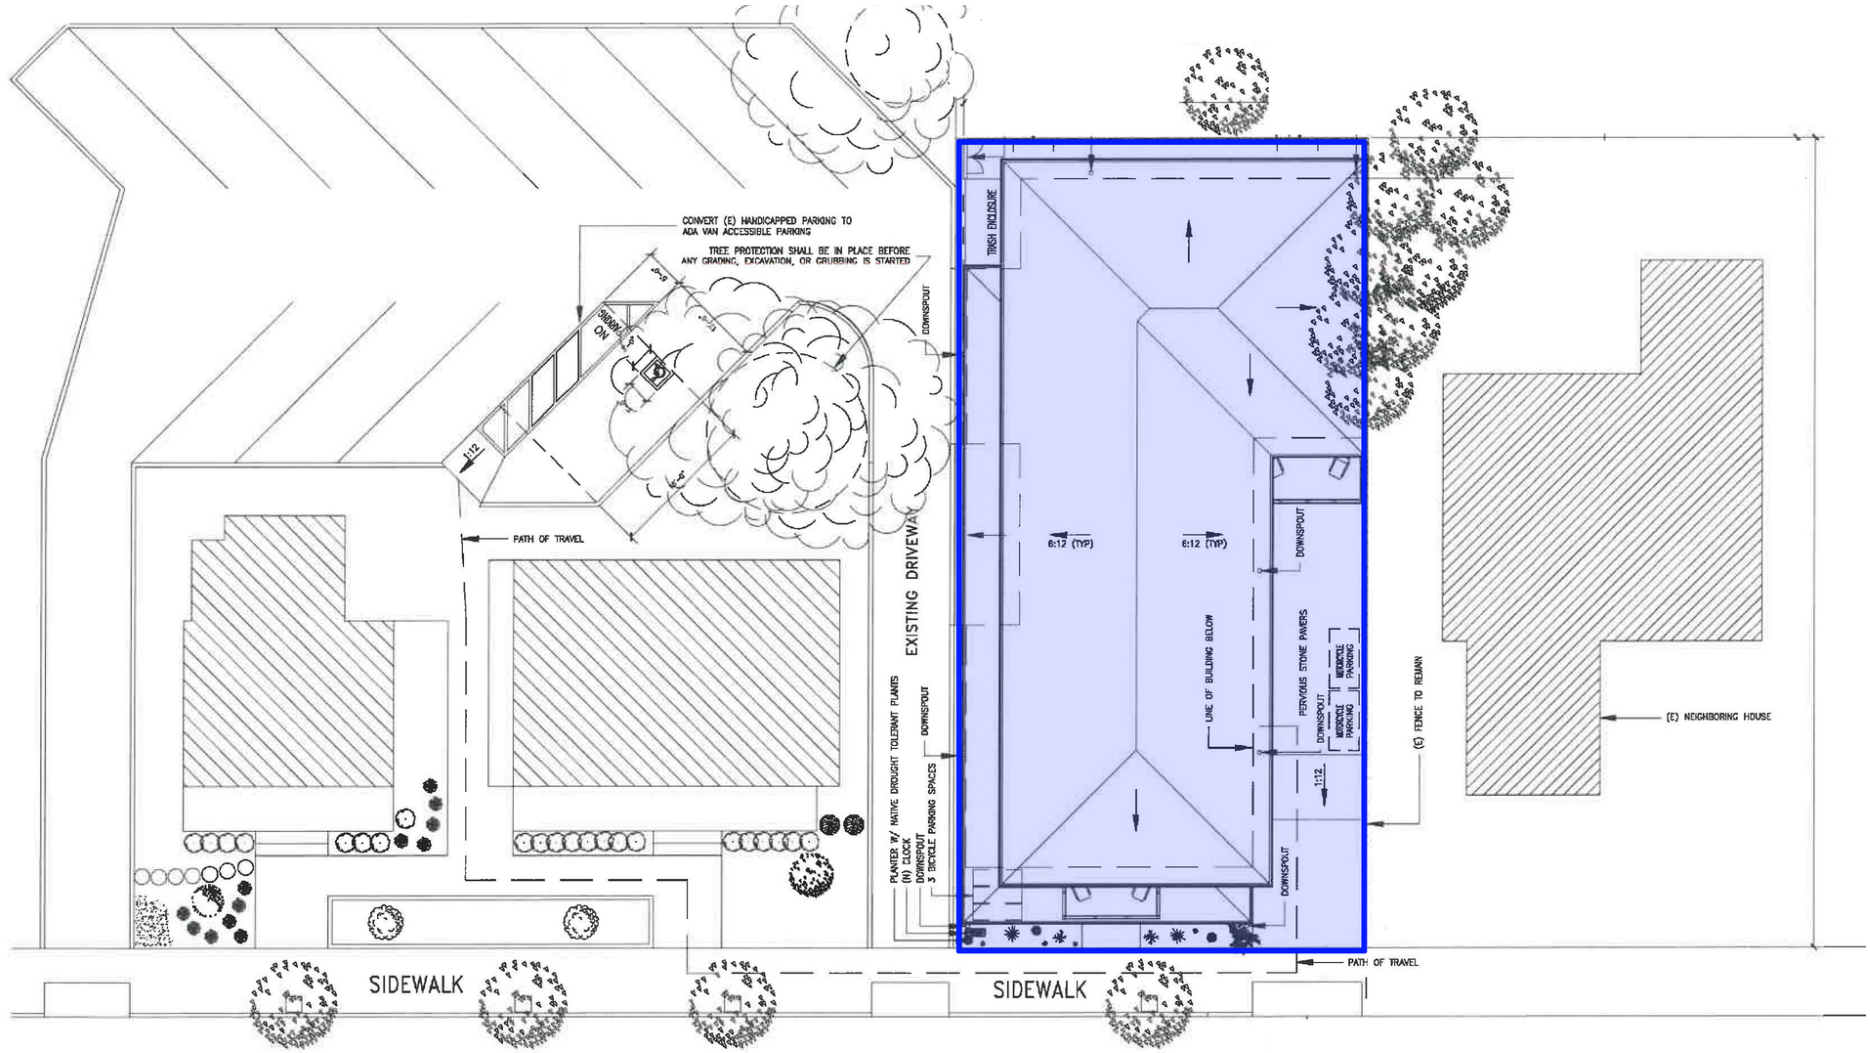 CONVERT (E) HANDICAPPED PARKING TO
ADA VAN ACCESSIBLE PARKING
TREE PROTECTION SHALL BE IN PLACE BEFORE
ANY GRADING, EXCAVATION, OR GRUBBING IS STARTED
NO
PARKING
1:12
PATH OF TRAVEL
EXISTING DRIVEWAY
DOWNSPOUT
TRASH ENCLOSURE
6:12 (TYP)
6:12 (TYP)
DOWNSPOUT
LINE OF BUILDING BELOW
PERVIOUS STONE PAVERS
MOTORCYCLE
PARKING
MOTORCYCLE
PARKING
DOWNSPOUT
1:12
(E) FENCE TO REMAIN
(E) NEIGHBORING HOUSE
PLANTER W/ NATIVE DROUGHT TOLERANT PLANTS
(N) CLOCK
DOWNSPOUT
3 BICYCLE PARKING SPACES
DOWNSPOUT
DOWNSPOUT
PATH OF TRAVEL
SIDEWALK
SIDEWALK